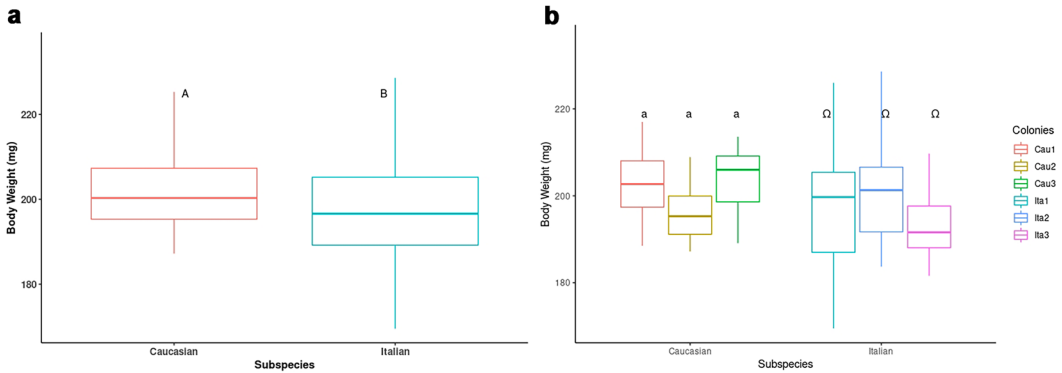 a
Body Weight (mg)
220
200
180
A
B
Caucasian
Italian
Subspecies
b
Body Weight (mg)
220
200
180
a
a
a
Ω
Ω
Ω
Caucasian
Italian
Subspecies
Colonies
Cau1
Cau2
Cau3
Ita1
Ita2
Ita3